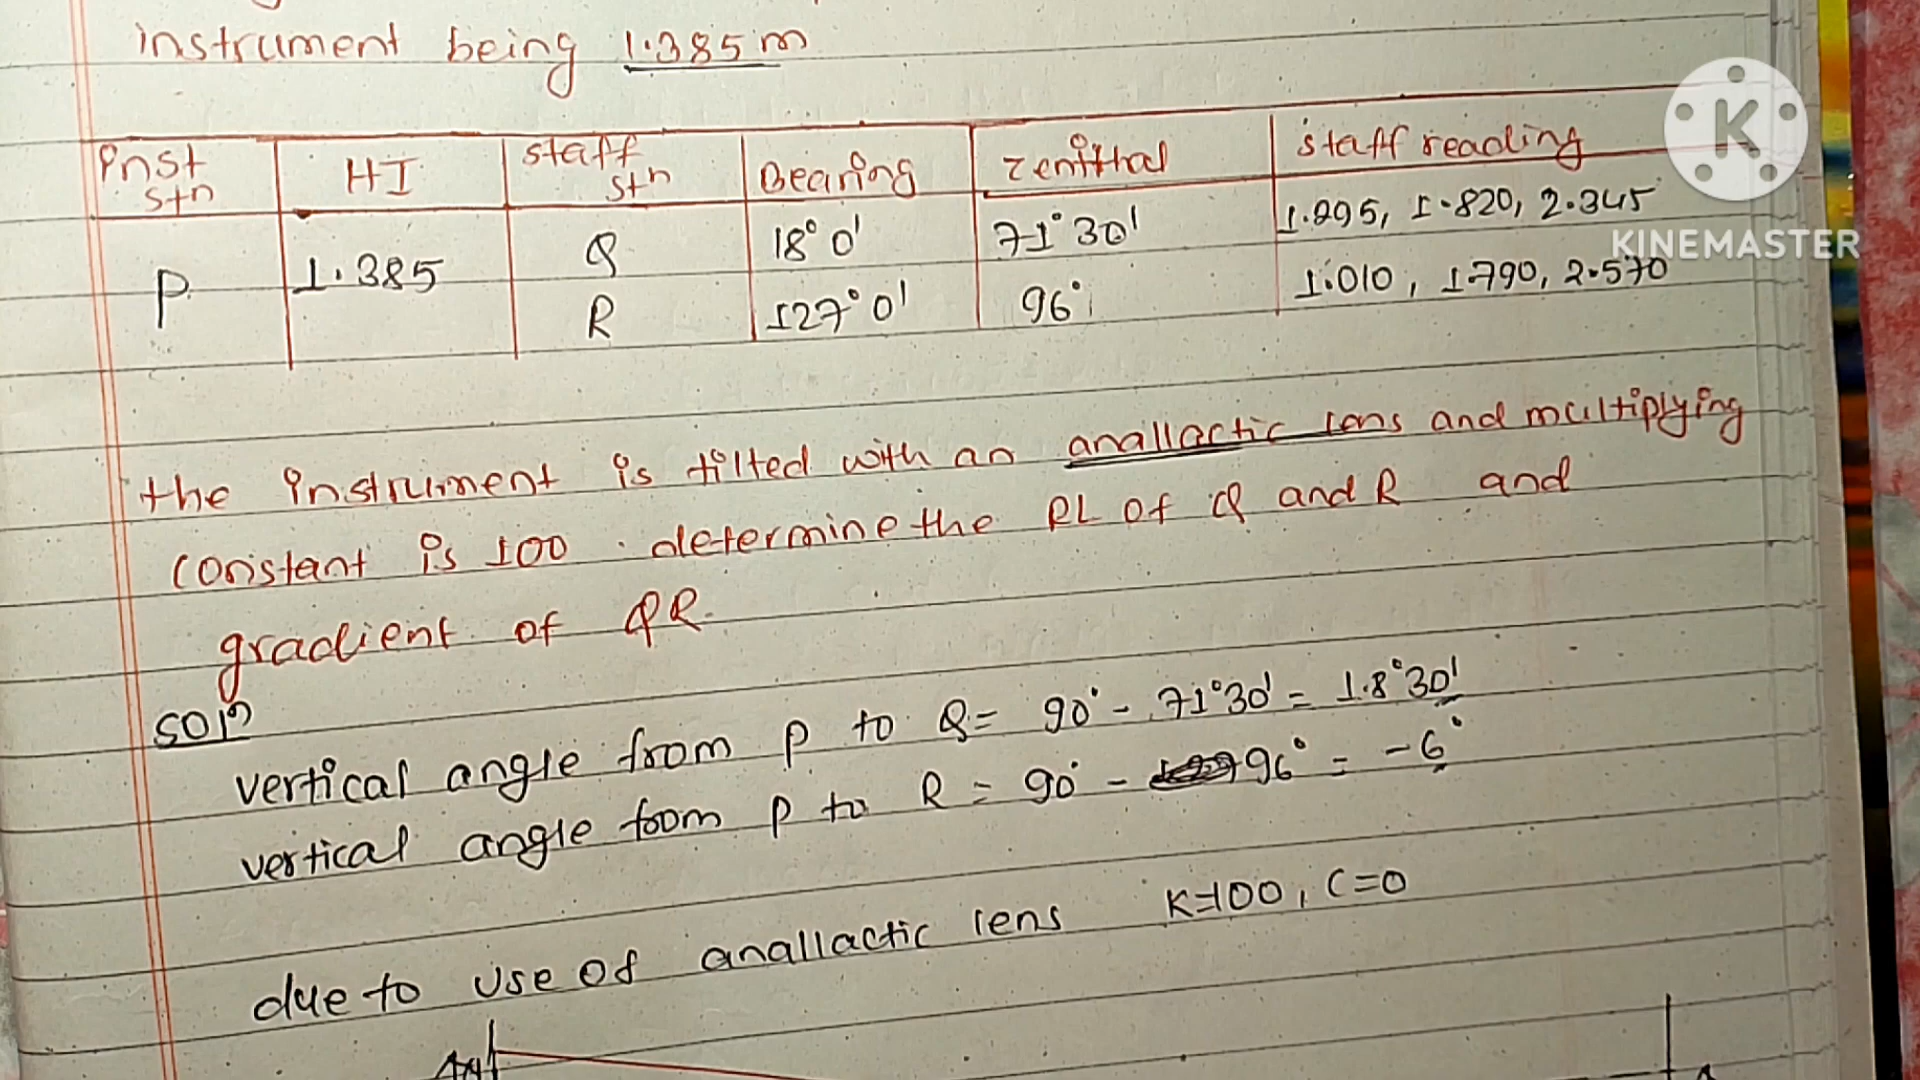 instrument being 1.385 m
Inst stn HI staff stn Bearing zenithal staff reading
P 1.385 Q 18° 0' 71° 30' 1.295, 1.820, 2.345
R 127° 0' 96° 1.010, 1.790, 2.570
KINEMASTER
the instrument is tilted with an anallactic lens and multiplying
constant is 100. determine the RL of Q and R and
gradient of QR.
Soln
vertical angle from P to Q = 90° - 71°30' = 18°30'
vertical angle from P to R = 90° - 96° = -6°
due to use of anallactic lens K=100, C=0